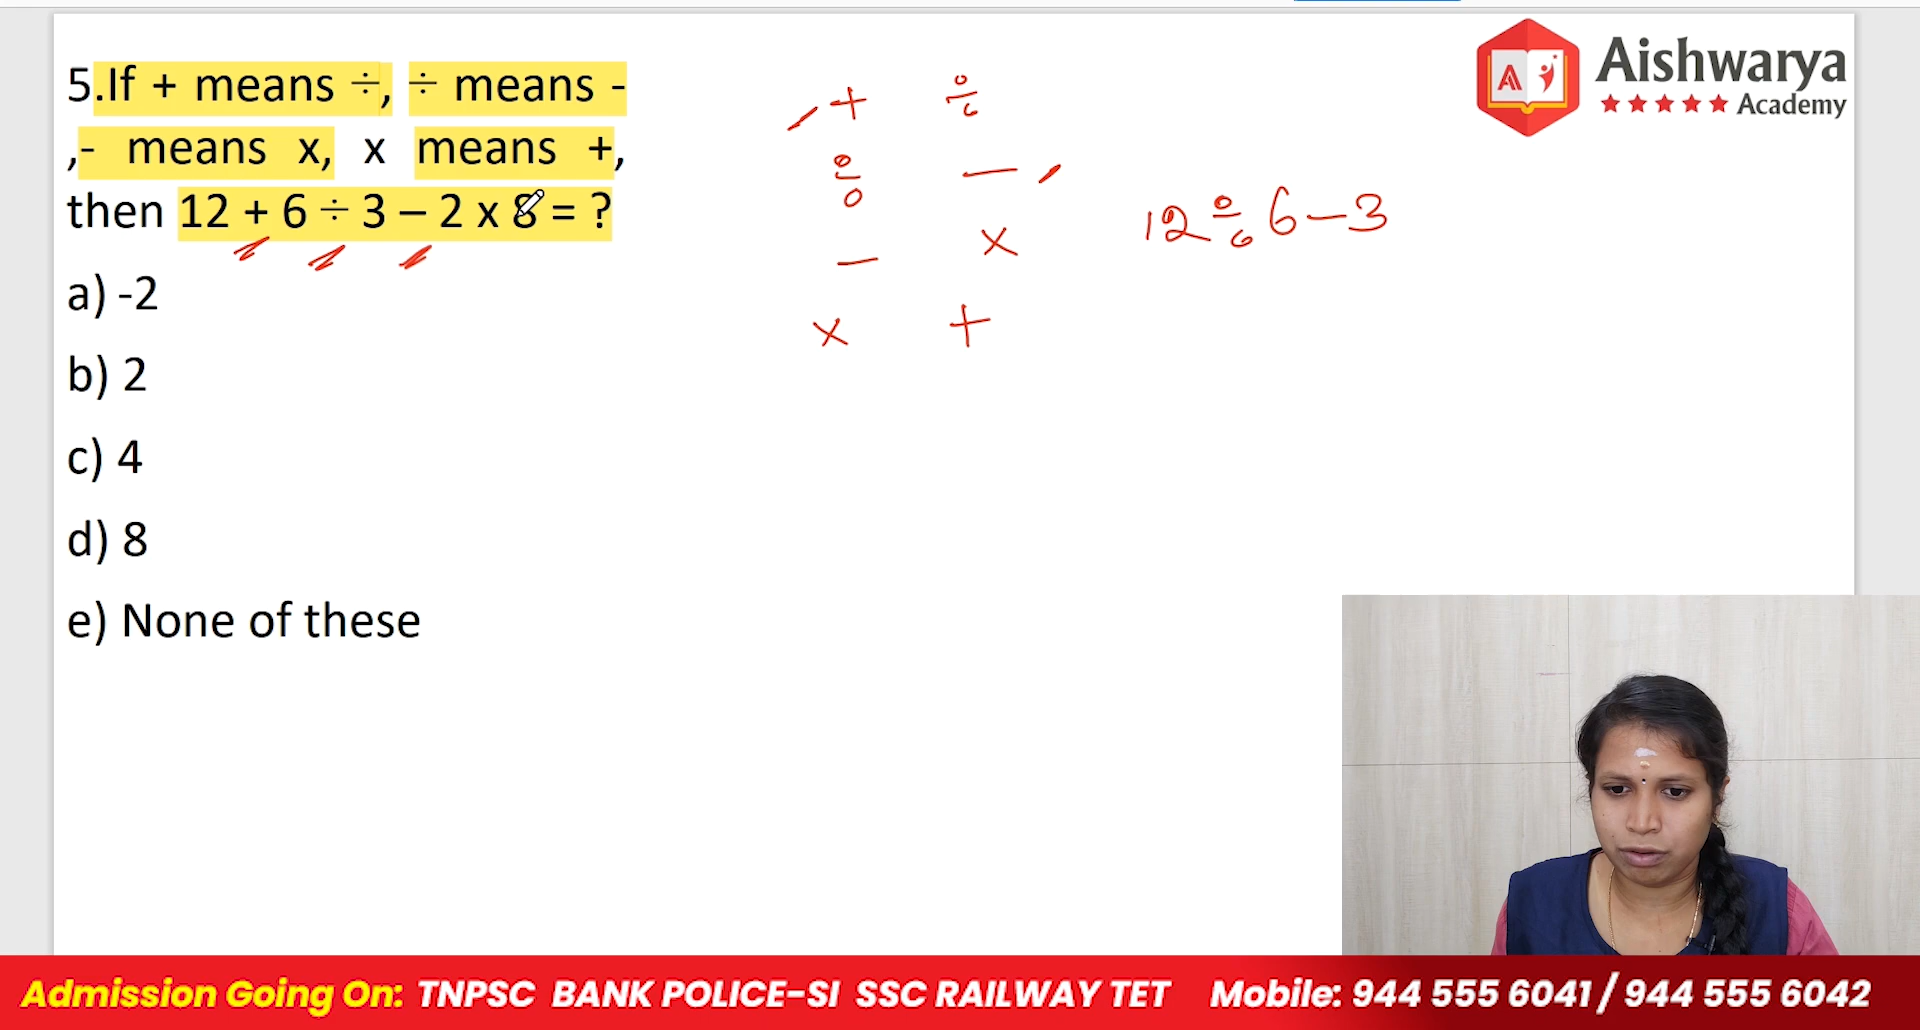 5.If + means ÷, ÷ means -
,- means x, x means +,
then 12 + 6 ÷ 3 – 2 x 8 = ?
a) -2
b) 2
c) 4
d) 8
e) None of these
+ ÷
÷ –
– ×
× +
12 ÷ 6 – 3
A
Aishwarya
Academy
Admission Going On: TNPSC BANK POLICE-SI SSC RAILWAY TET Mobile: 944 555 6041 / 944 555 6042